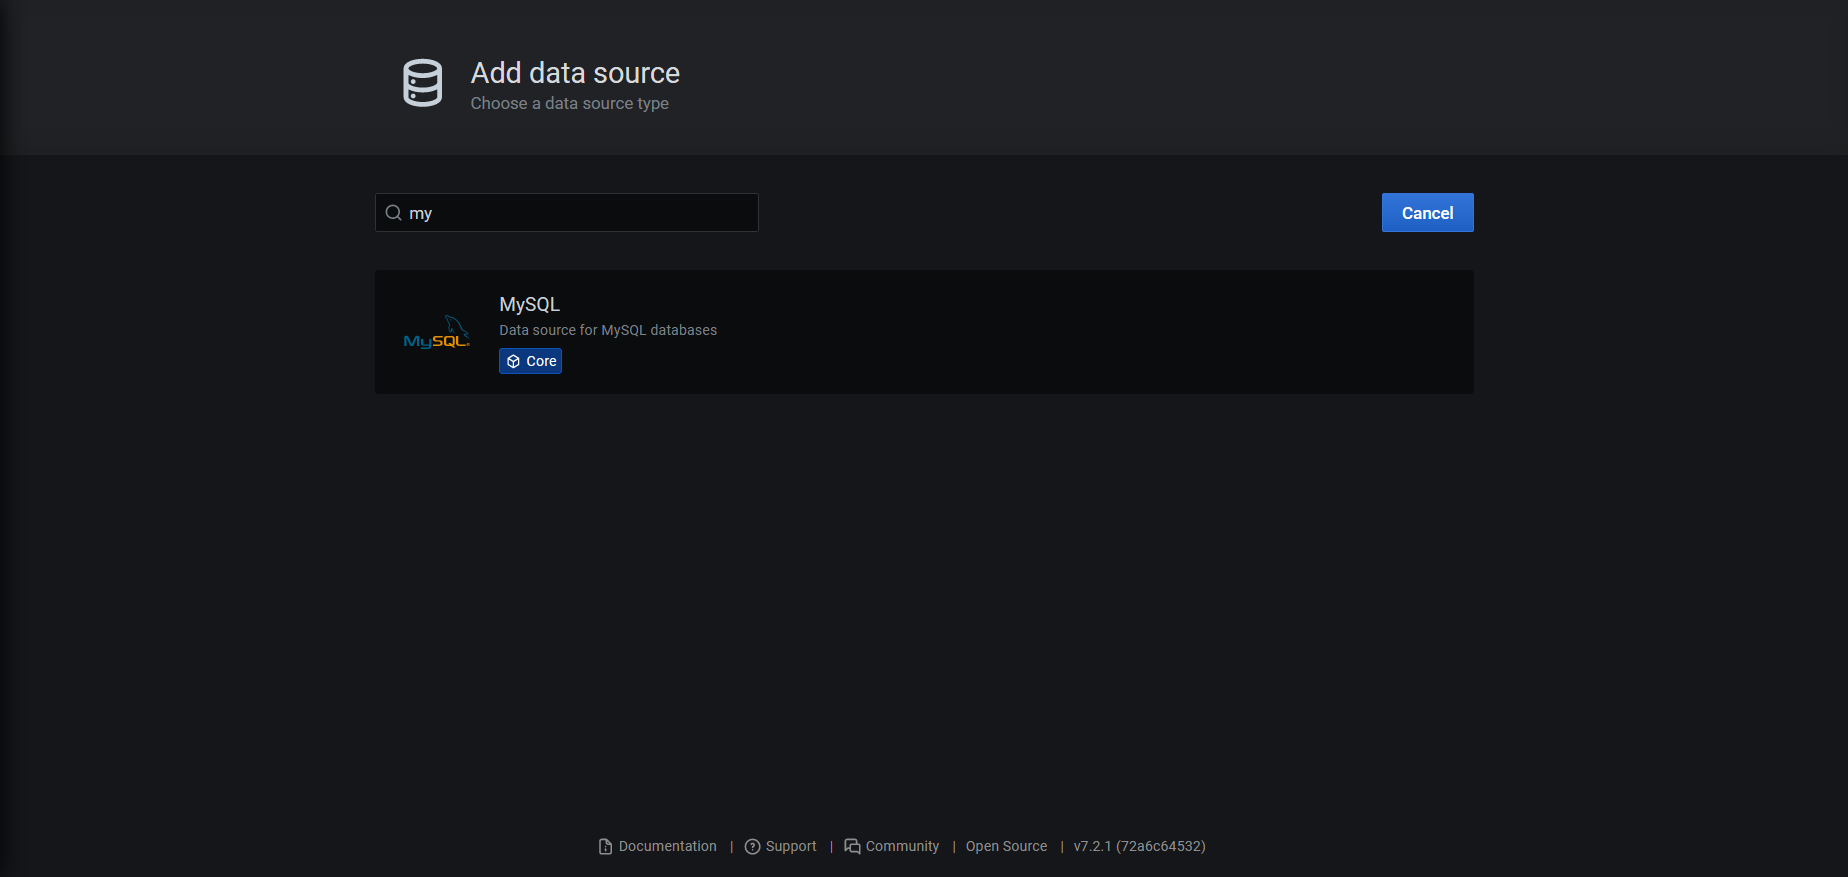 Add data source
Choose a data source type
my
Cancel
MySQL
MySQL
Data source for MySQL databases
Core
Documentation | Support | Community | Open Source | v7.2.1 (72a6c64532)